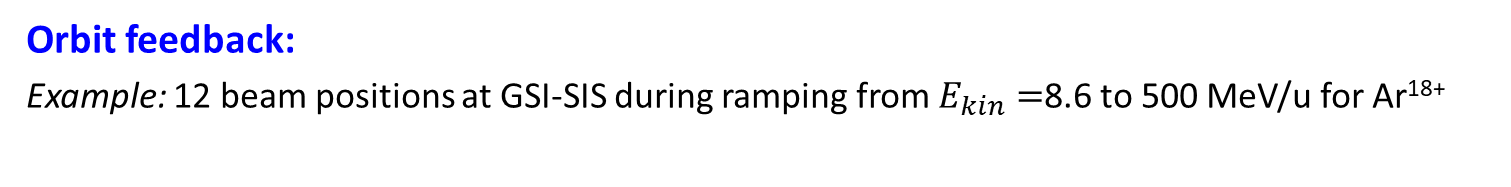 Orbit feedback:
Example: 12 beam positions at GSI-SIS during ramping from E_kin =8.6 to 500 MeV/u for Ar¹⁸⁺